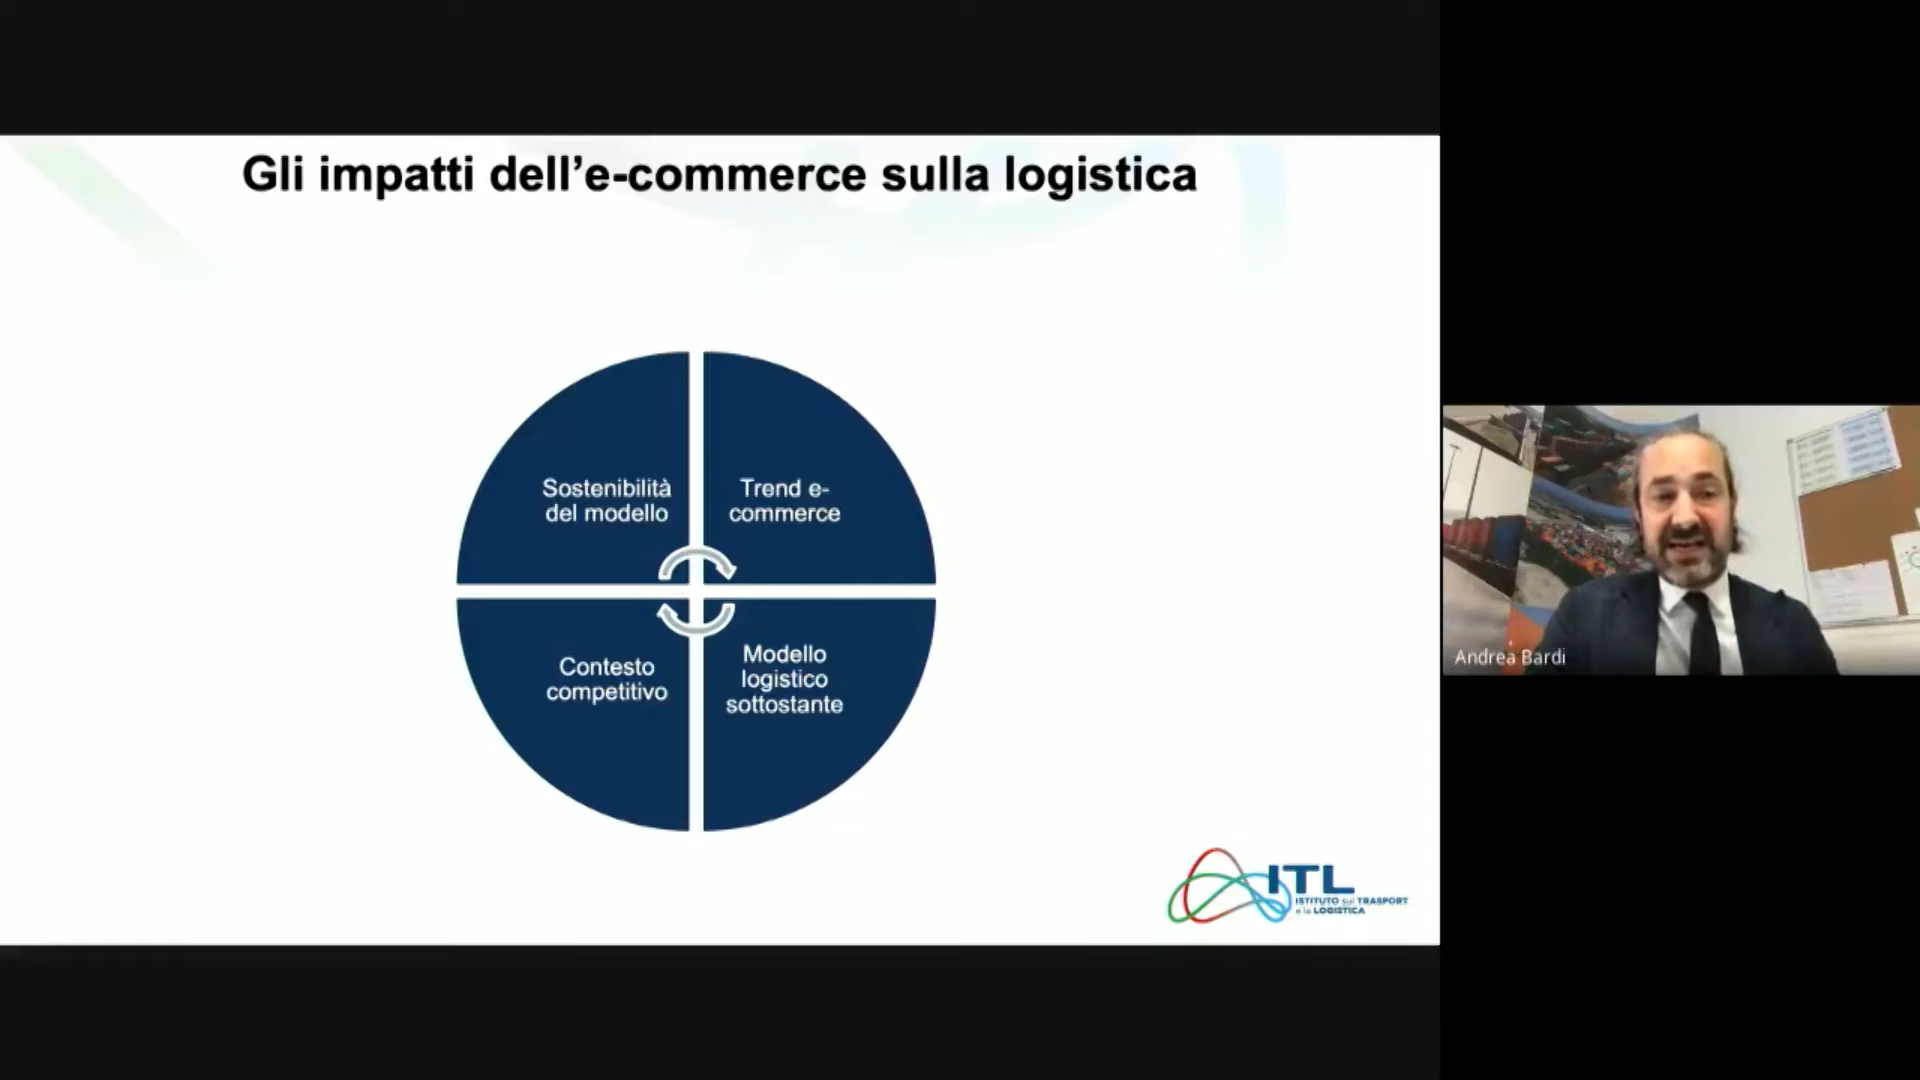 Gli impatti dell’e-commerce sulla logistica
Sostenibilità
del modello
Trend e-
commerce
Contesto
competitivo
Modello
logistico
sottostante
ITL
ISTITUTO sui TRASPORT
e la LOGISTICA
Andrea Bardi